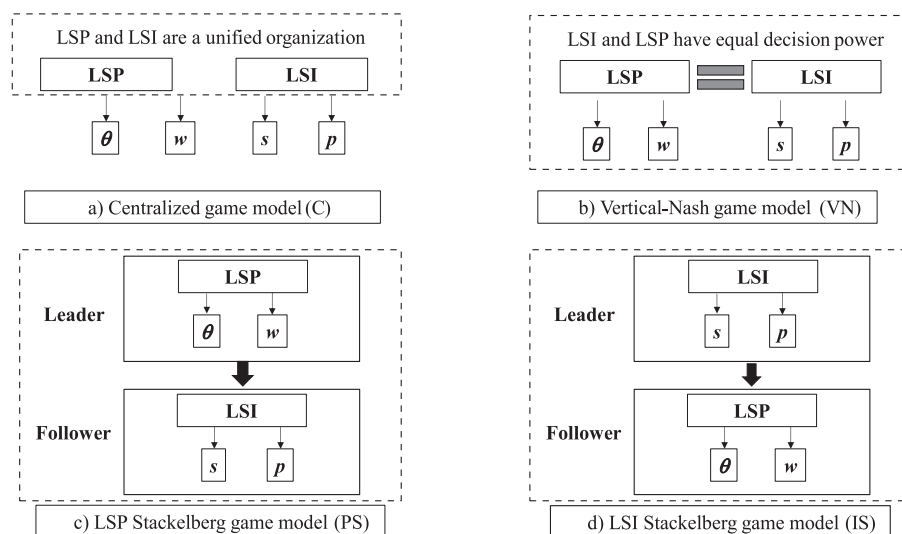 LSP and LSI are a unified organization
LSP LSI
θ w s p
a) Centralized game model (C)
LSI and LSP have equal decision power
LSP LSI
θ w s p
b) Vertical-Nash game model (VN)
LSP
Leader
θ w
LSI
Follower
s p
c) LSP Stackelberg game model (PS)
LSI
Leader
s p
LSP
Follower
θ w
d) LSI Stackelberg game model (IS)